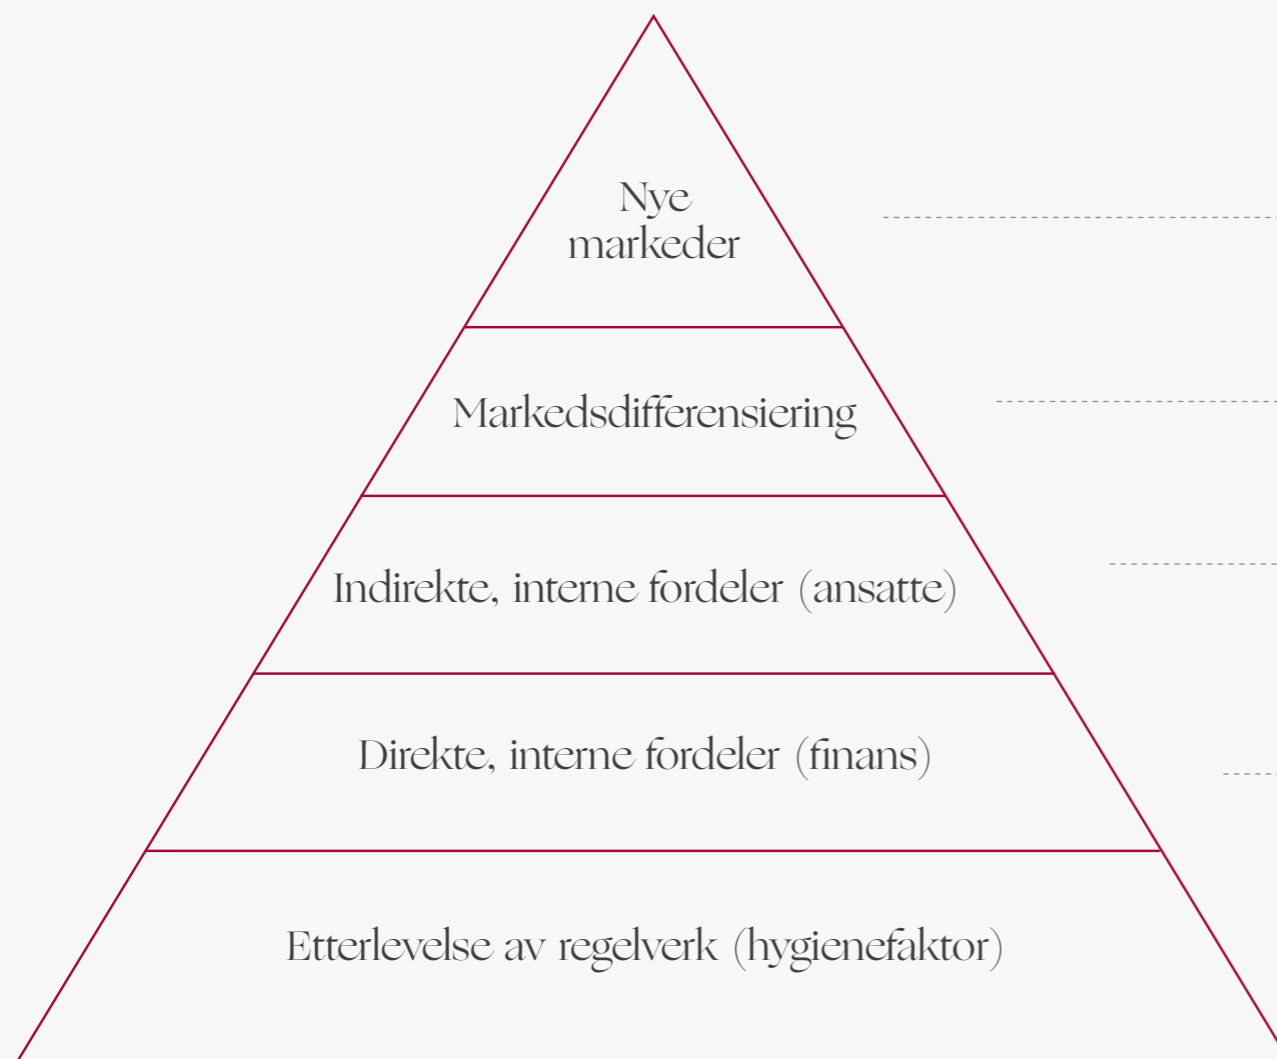 Nye
markeder
Markedsdifferensiering
Indirekte, interne fordeler (ansatte)
Direkte, interne fordeler (finans)
Etterlevelse av regelverk (hygienefaktor)